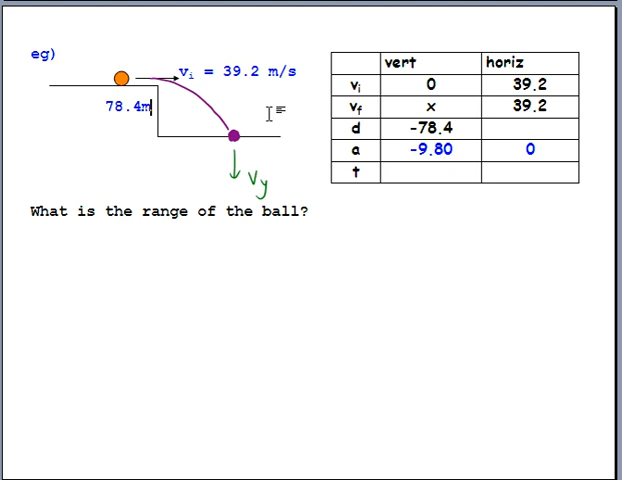 eg)
vᵢ = 39.2 m/s
78.4m
vy
vert horiz
vᵢ 0 39.2
vf x 39.2
d -78.4
a -9.80 0
t
What is the range of the ball?